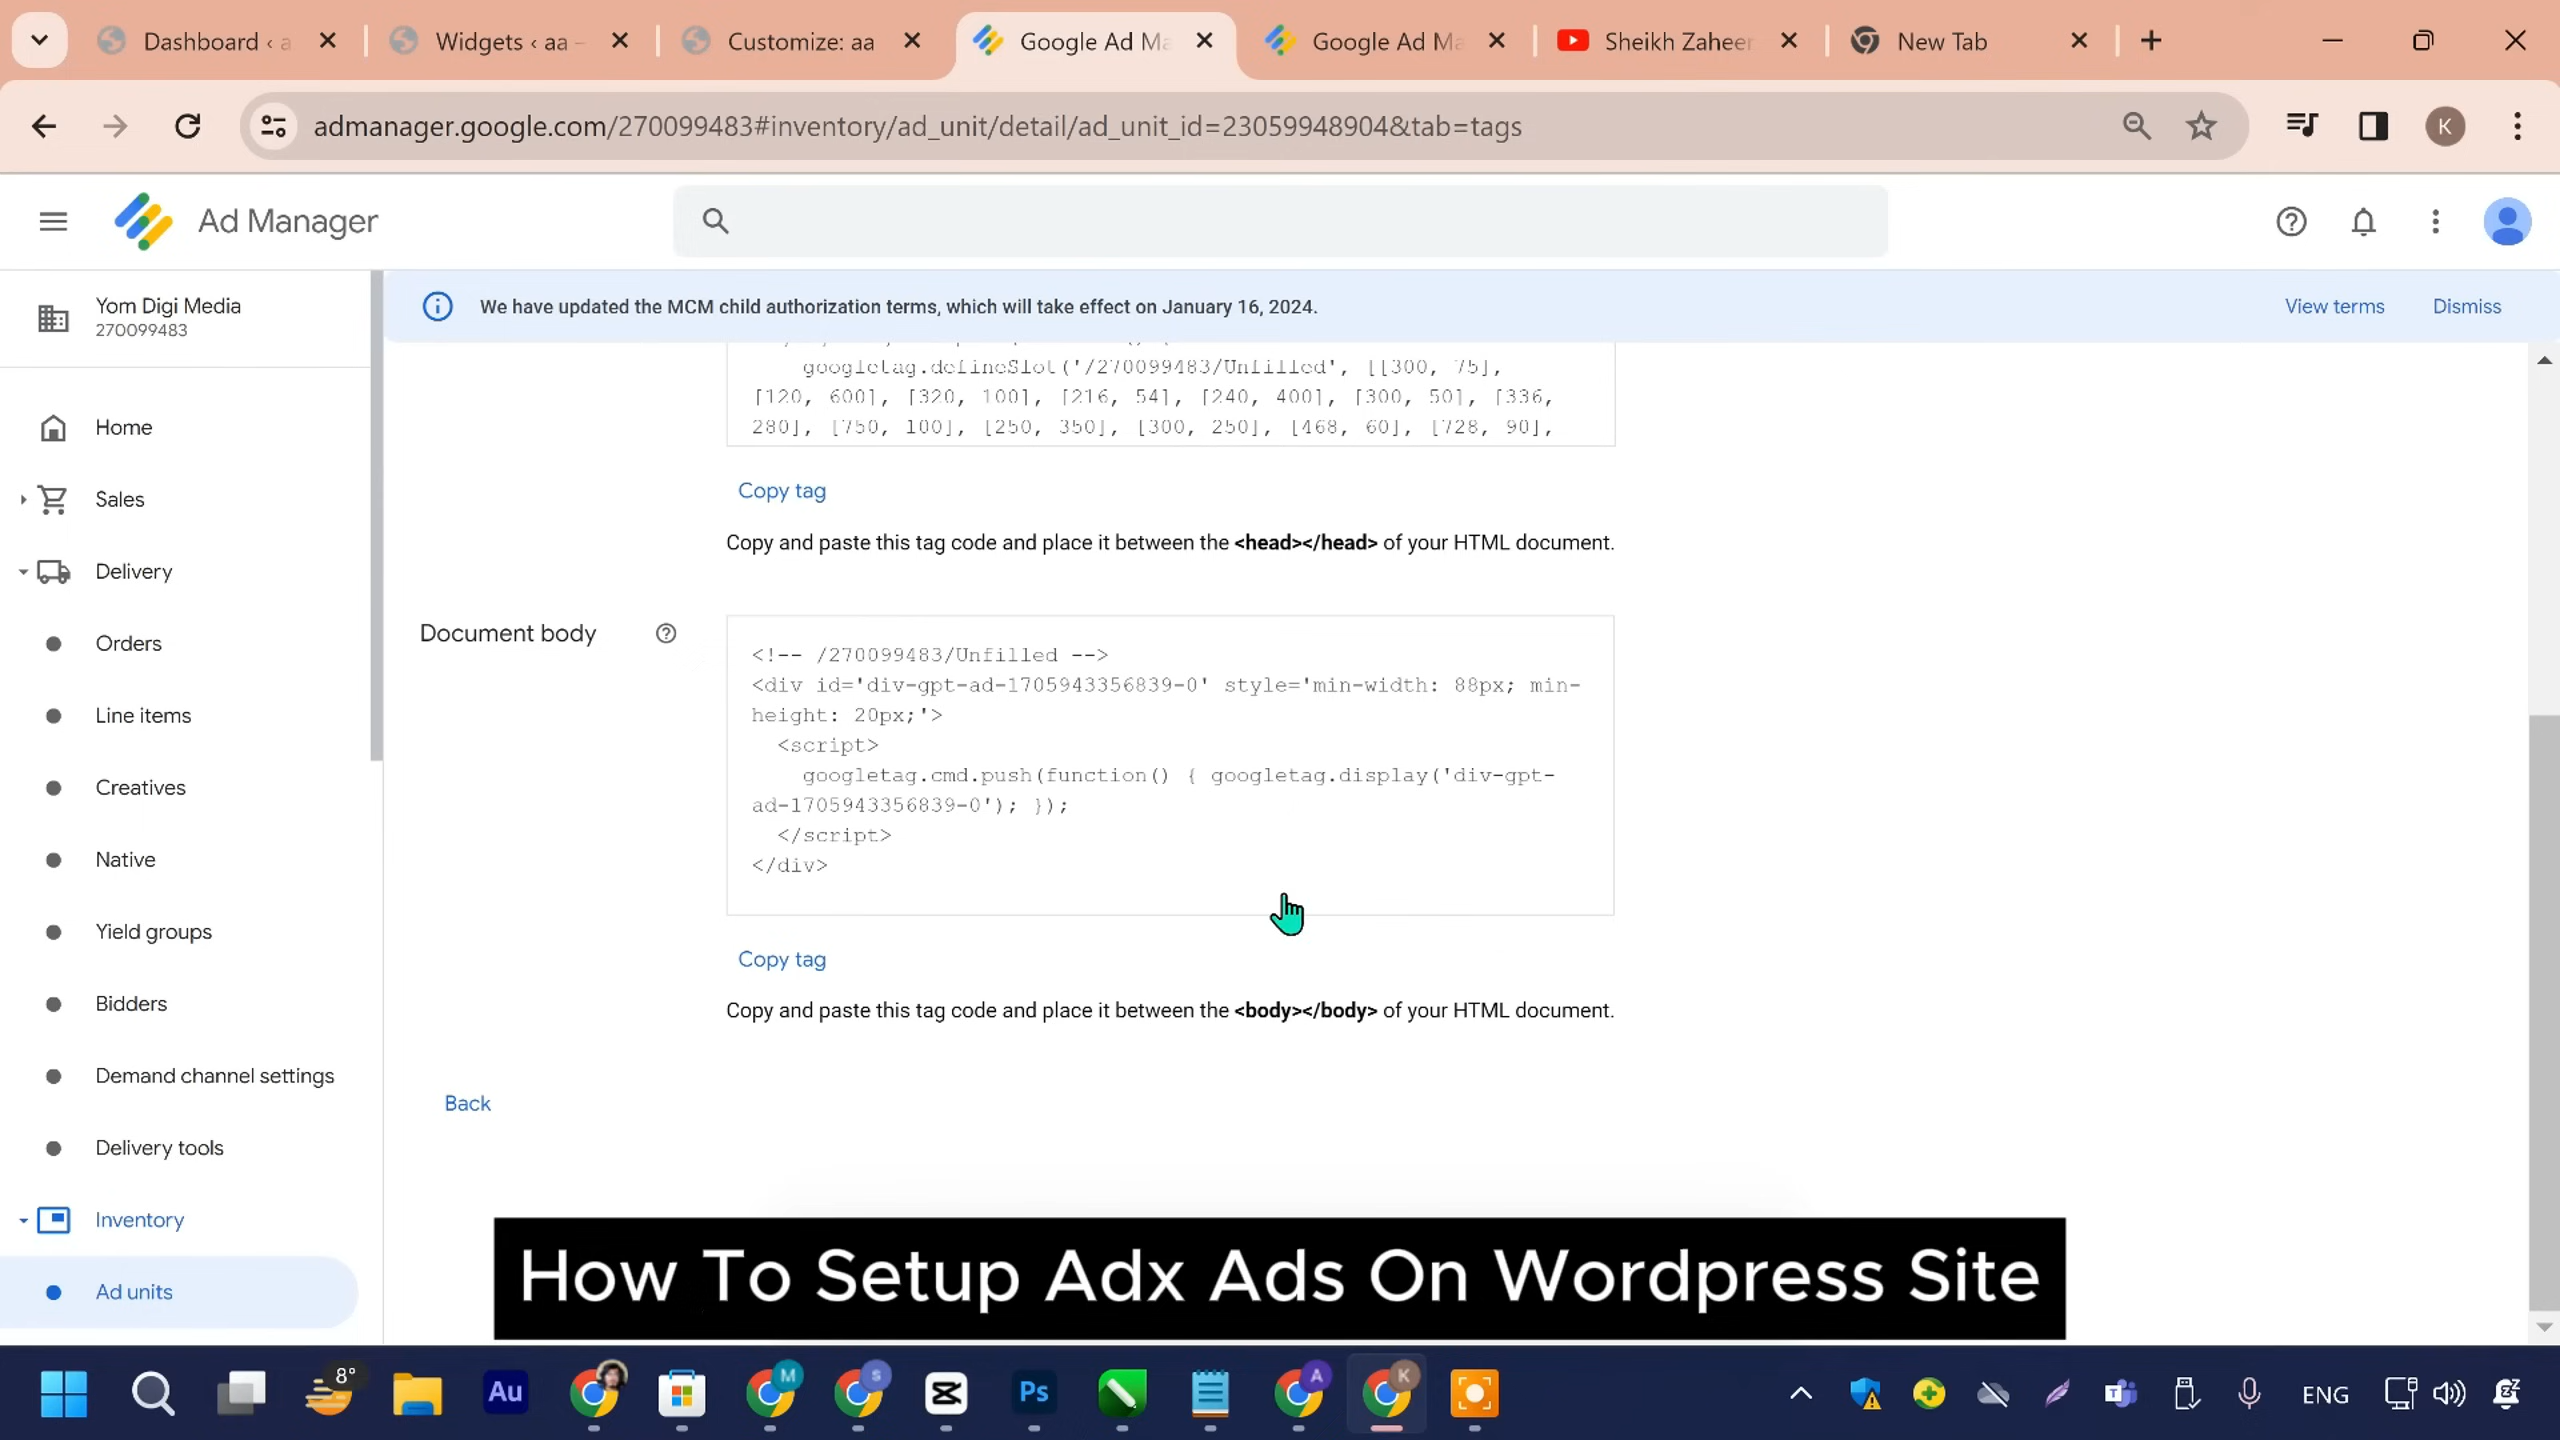 Dashboard ‹ a
Widgets ‹ aa –
Customize: aa
Google Ad Ma
Google Ad Ma
Sheikh Zaheer
New Tab
admanager.google.com/270099483#inventory/ad_unit/detail/ad_unit_id=23059948904&tab=tags
K
Ad Manager
Yom Digi Media
270099483
We have updated the MCM child authorization terms, which will take effect on January 16, 2024.
View terms
Dismiss
Home
Sales
Delivery
Orders
Line items
Creatives
Native
Yield groups
Bidders
Demand channel settings
Delivery tools
Inventory
Ad units
googletag.defineSlot('/270099483/Unfilled', [[300, 75],
[120, 600], [320, 100], [216, 54], [240, 400], [300, 50], [336,
280], [750, 100], [250, 350], [300, 250], [468, 60], [728, 90],
Copy tag
Copy and paste this tag code and place it between the <head></head> of your HTML document.
Document body
<!-- /270099483/Unfilled -->
<div id='div-gpt-ad-1705943356839-0' style='min-width: 88px; min-
height: 20px;'>
<script>
googletag.cmd.push(function() { googletag.display('div-gpt-
ad-1705943356839-0'); });
</script>
</div>
Copy tag
Copy and paste this tag code and place it between the <body></body> of your HTML document.
Back
How To Setup Adx Ads On Wordpress Site
8°
Au
M
S
Ps
A
K
ENG